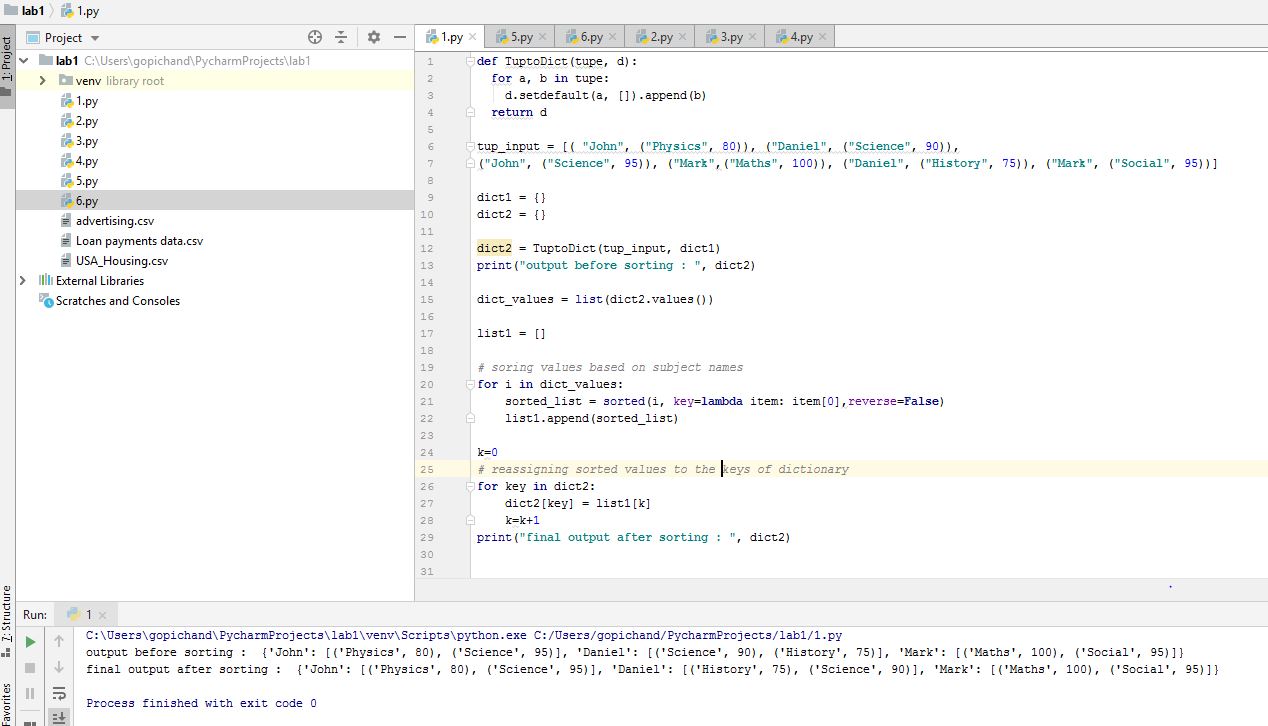 lab1 1.py
Project
1.py 5.py 6.py 2.py 3.py 4.py
1: Project
lab1 C:\Users\gopichand\PycharmProjects\lab1
venv library root
1.py
2.py
3.py
4.py
5.py
6.py
advertising.csv
Loan payments data.csv
USA_Housing.csv
External Libraries
Scratches and Consoles
1 def TuptoDict(tupe, d):
2 for a, b in tupe:
3 d.setdefault(a, []).append(b)
4 return d
5
6 tup_input = [( "John", ("Physics", 80)), ("Daniel", ("Science", 90)),
7 ("John", ("Science", 95)), ("Mark",("Maths", 100)), ("Daniel", ("History", 75)), ("Mark", ("Social", 95))]
8
9 dict1 = {}
10 dict2 = {}
11
12 dict2 = TuptoDict(tup_input, dict1)
13 print("output before sorting : ", dict2)
14
15 dict_values = list(dict2.values())
16
17 list1 = []
18
19 # soring values based on subject names
20 for i in dict_values:
21 sorted_list = sorted(i, key=lambda item: item[0],reverse=False)
22 list1.append(sorted_list)
23
24 k=0
25 # reassigning sorted values to the keys of dictionary
26 for key in dict2:
27 dict2[key] = list1[k]
28 k=k+1
29 print("final output after sorting : ", dict2)
30
31
7: Structure
Favorites
Run: 1
C:\Users\gopichand\PycharmProjects\lab1\venv\Scripts\python.exe C:/Users/gopichand/PycharmProjects/lab1/1.py
output before sorting :  {'John': [('Physics', 80), ('Science', 95)], 'Daniel': [('Science', 90), ('History', 75)], 'Mark': [('Maths', 100), ('Social', 95)]}
final output after sorting :  {'John': [('Physics', 80), ('Science', 95)], 'Daniel': [('History', 75), ('Science', 90)], 'Mark': [('Maths', 100), ('Social', 95)]}
Process finished with exit code 0